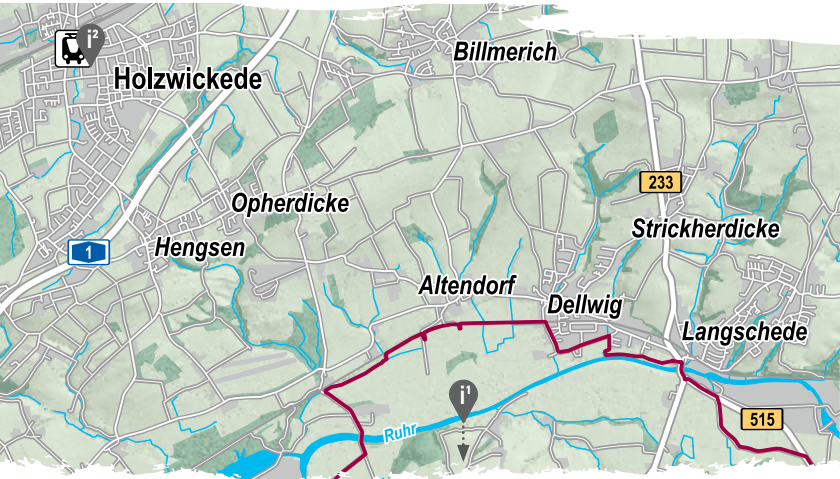 i²
Holzwickede
Billmerich
Opherdicke
233
Strickherdicke
1
Hengsen
Altendorf
Dellwig
Langschede
i¹
Ruhr
515